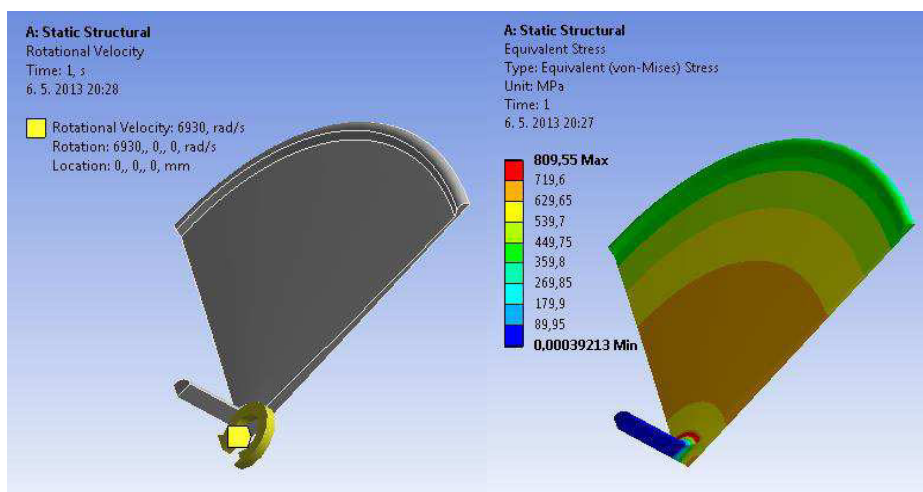 A: Static Structural
Rotational Velocity
Time: 1, s
6. 5. 2013 20:28
Rotational Velocity: 6930, rad/s
Rotation: 6930,, 0,, 0, rad/s
Location: 0,, 0,, 0, mm
A: Static Structural
Equivalent Stress
Type: Equivalent (von-Mises) Stress
Unit: MPa
Time: 1
6. 5. 2013 20:27
809,55 Max
719,6
629,65
539,7
449,75
359,8
269,85
179,9
89,95
0,00039213 Min